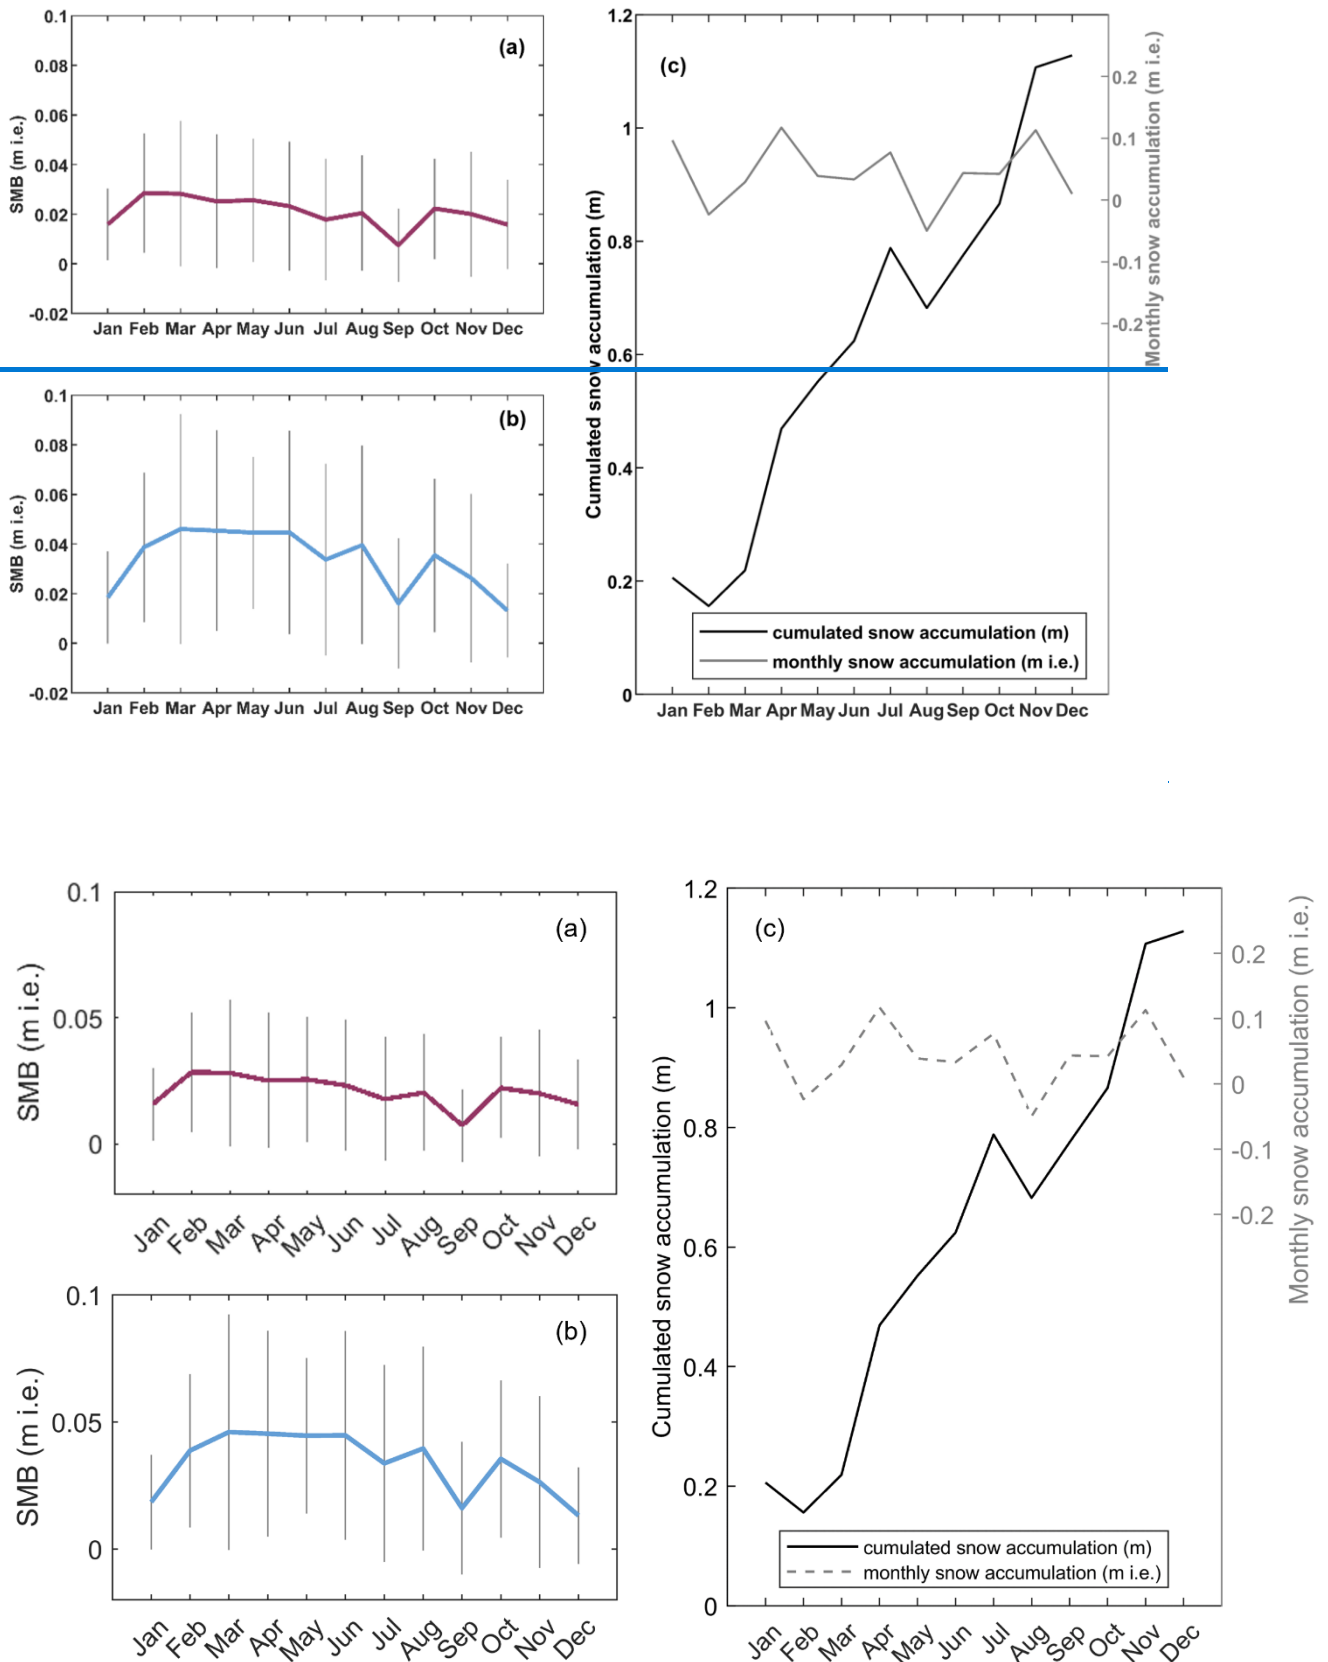 0.1
0.08
0.06
0.04
0.02
0
-0.02
SMB (m i.e.)
(a)
Jan Feb Mar Apr May Jun Jul Aug Sep Oct Nov Dec
0.1
0.08
0.06
0.04
0.02
0
-0.02
SMB (m i.e.)
(b)
Jan Feb Mar Apr May Jun Jul Aug Sep Oct Nov Dec
1.2
1
0.8
0.6
0.4
0.2
0
Cumulated snow accumulation (m)
(c)
0.2
0.1
0
-0.1
-0.2
Monthly snow accumulation (m i.e.)
cumulated snow accumulation (m)
monthly snow accumulation (m i.e.)
Jan Feb Mar Apr May Jun Jul Aug Sep Oct Nov Dec
0.1
0.05
0
SMB (m i.e.)
(a)
Jan Feb Mar Apr May Jun Jul Aug Sep Oct Nov Dec
0.1
0.05
0
SMB (m i.e.)
(b)
Jan Feb Mar Apr May Jun Jul Aug Sep Oct Nov Dec
1.2
1
0.8
0.6
0.4
0.2
0
Cumulated snow accumulation (m)
(c)
0.2
0.1
0
-0.1
-0.2
Monthly snow accumulation (m i.e.)
cumulated snow accumulation (m)
monthly snow accumulation (m i.e.)
Jan Feb Mar Apr May Jun Jul Aug Sep Oct Nov Dec